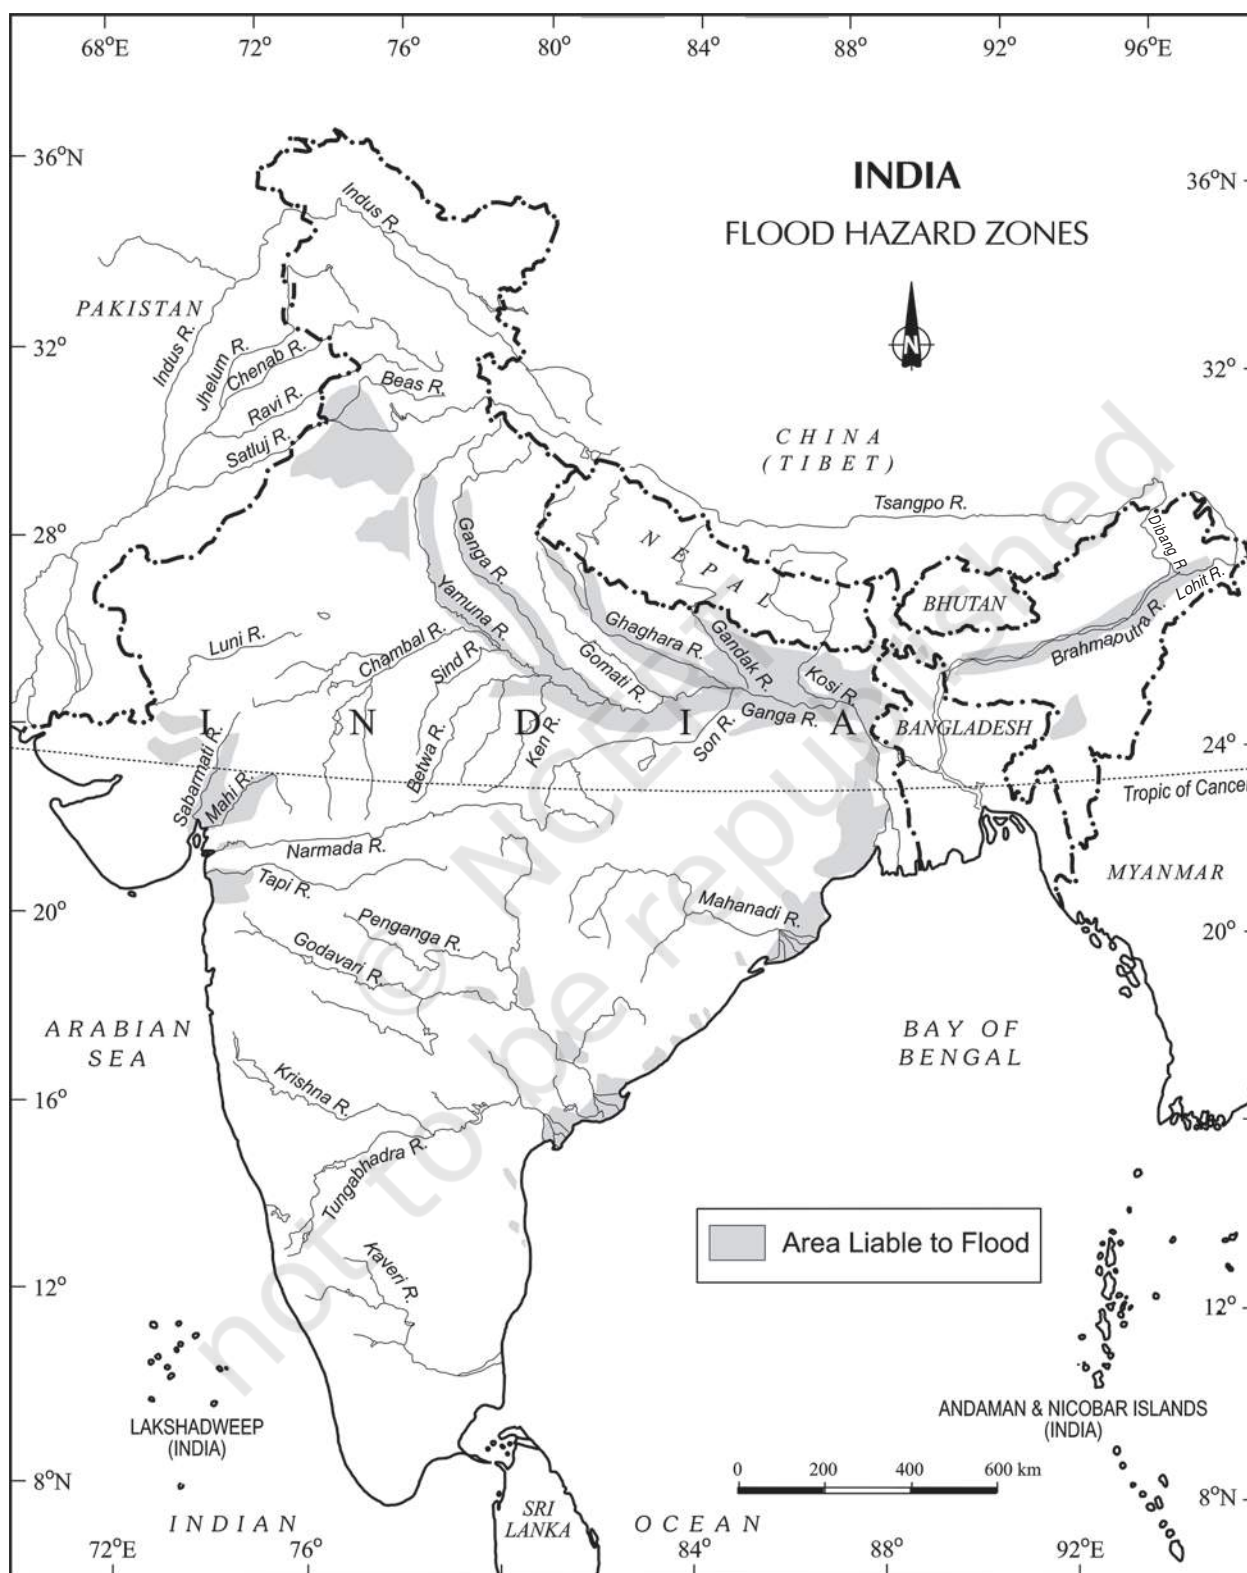 68°E 72° 76° 80° 84° 88° 92° 96°E
36°N
INDIA
36°N
FLOOD HAZARD ZONES
Indus R.
PAKISTAN
N
32°
Indus R.
Jhelum R.
Chenab R.
Beas R.
32°
Ravi R.
Satluj R.
CHINA
(TIBET)
Tsangpo R.
28°
Dibang R.
Ganga R.
NEPAL
Lohit R.
BHUTAN
Yamuna R.
Ghaghara R.
Gandak R.
Brahmaputra R.
Luni R.
Chambal R.
Sind R.
Gomati R.
Kosi R.
INDIA
Ganga R.
BANGLADESH
Sabarmati R.
Mahi R.
Betwa R.
Ken R.
Son R.
24°
Tropic of Cancer
Narmada R.
Tapi R.
MYANMAR
20°
Penganga R.
Mahanadi R.
20°
Godavari R.
ARABIAN
SEA
BAY OF
BENGAL
16°
Krishna R.
Tungabhadra R.
Area Liable to Flood
Kaveri R.
12°
12°
LAKSHADWEEP
(INDIA)
ANDAMAN & NICOBAR ISLANDS
(INDIA)
0 200 400 600 km
8°N
8°N
SRI
LANKA
INDIAN OCEAN
72°E 76° 84° 88° 92°E
© NCERT
not to be republished